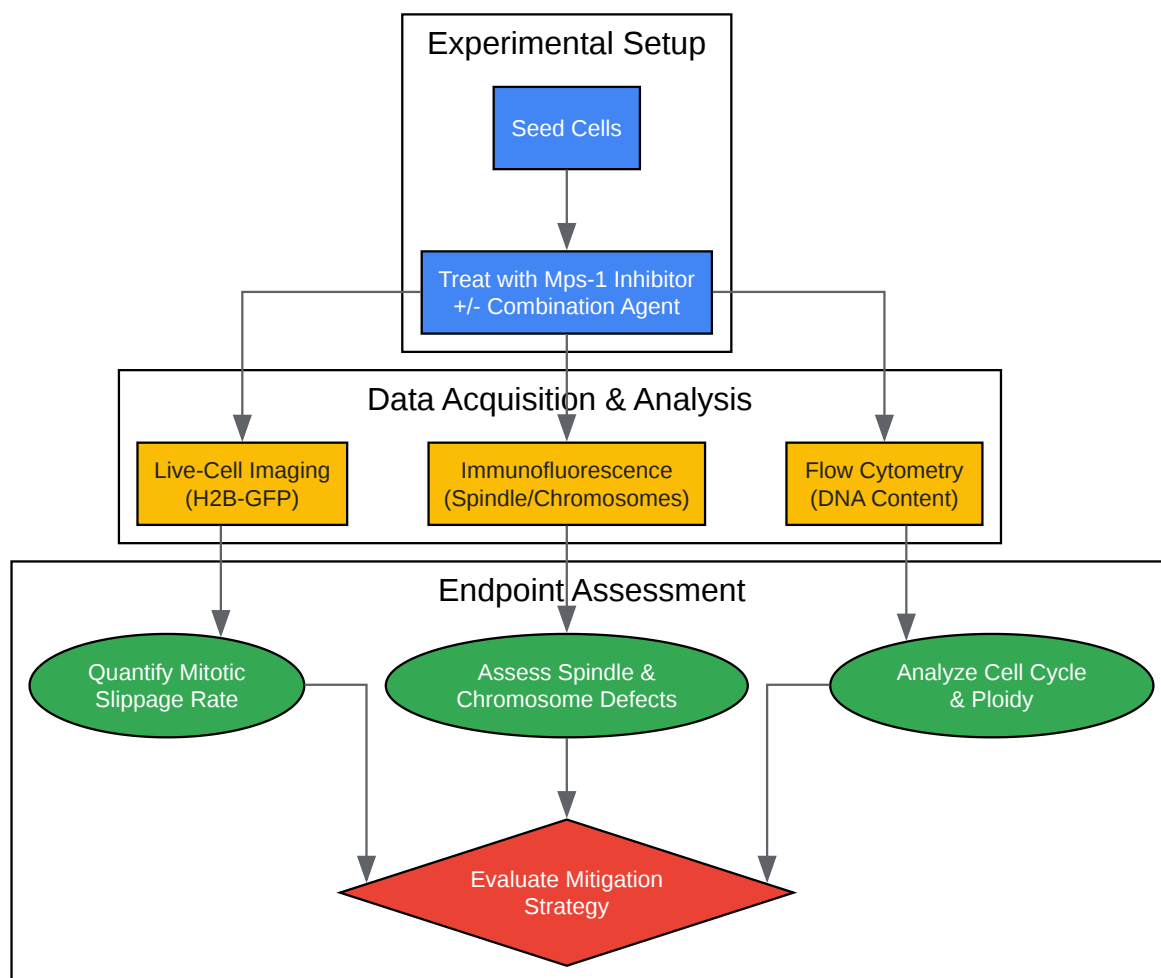 Experimental Setup
Seed Cells
Treat with Mps-1 Inhibitor
+/- Combination Agent
Data Acquisition & Analysis
Live-Cell Imaging
(H2B-GFP)
Immunofluorescence
(Spindle/Chromosomes)
Flow Cytometry
(DNA Content)
Endpoint Assessment
Quantify Mitotic
Slippage Rate
Assess Spindle &
Chromosome Defects
Analyze Cell Cycle
& Ploidy
Evaluate Mitigation
Strategy